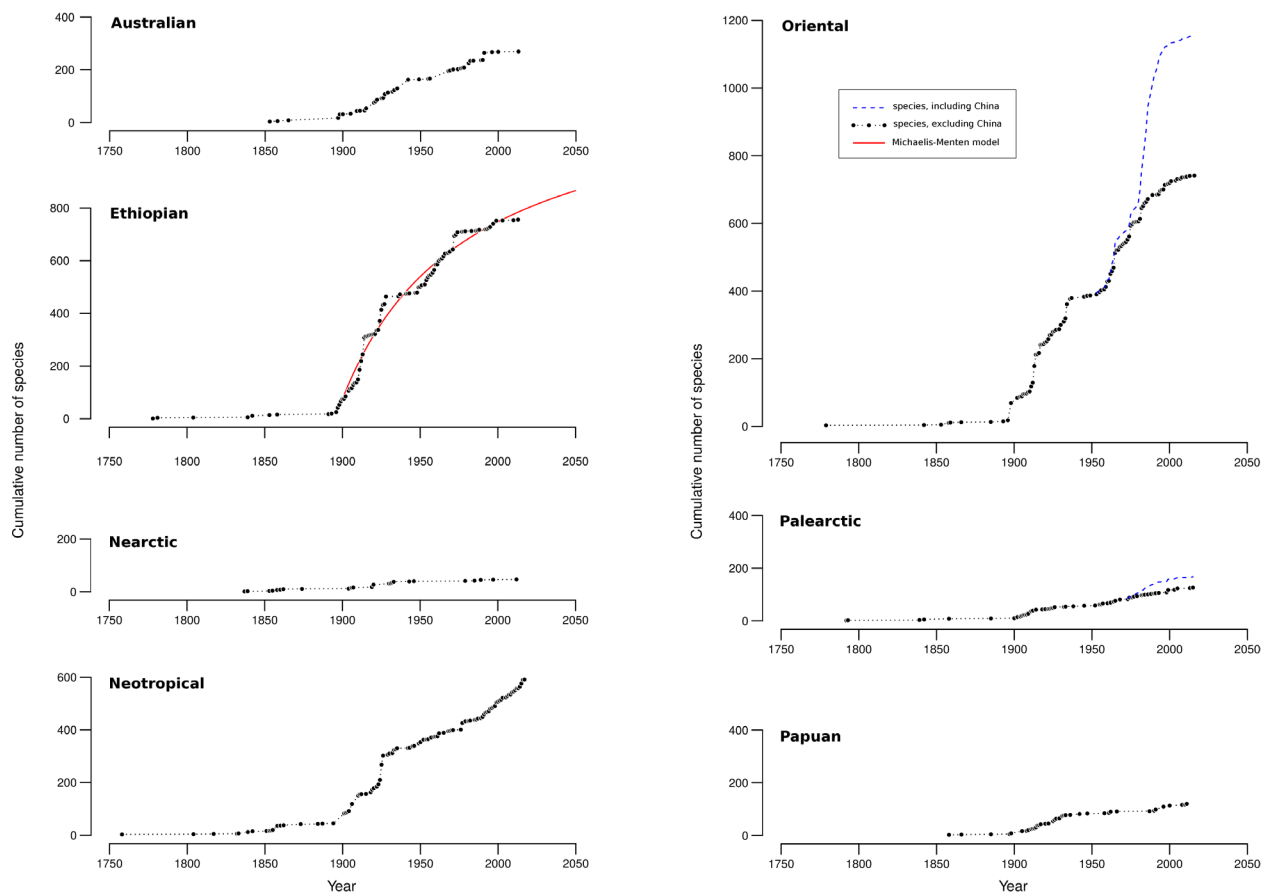 Australian
400
200
0
1750 1800 1850 1900 1950 2000 2050
Ethiopian
800
600
400
200
0
1750 1800 1850 1900 1950 2000 2050
Cumulative number of species
Nearctic
200
0
1750 1800 1850 1900 1950 2000 2050
Neotropical
600
400
200
0
1750 1800 1850 1900 1950 2000 2050
Year
Oriental
1200
1000
800
600
400
200
0
species, including China
species, excluding China
Michaelis-Menten model
1750 1800 1850 1900 1950 2000 2050
Cumulative number of species
Palearctic
400
200
0
1750 1800 1850 1900 1950 2000 2050
Papuan
400
200
0
1750 1800 1850 1900 1950 2000 2050
Year